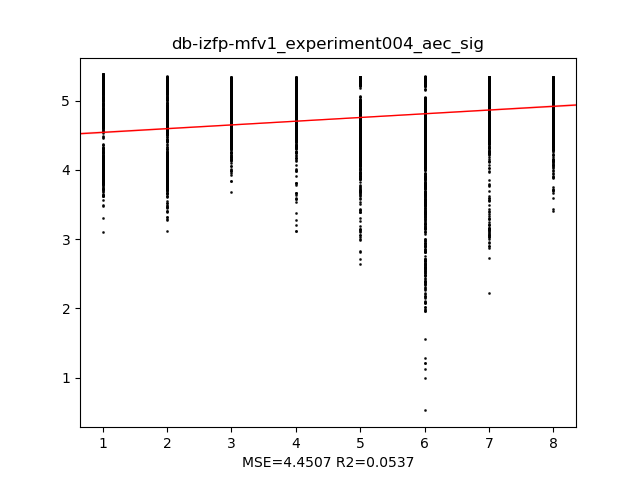 db-izfp-mfv1_experiment004_aec_sig
5
4
3
2
1
1 2 3 4 5 6 7 8
MSE=4.4507 R2=0.0537